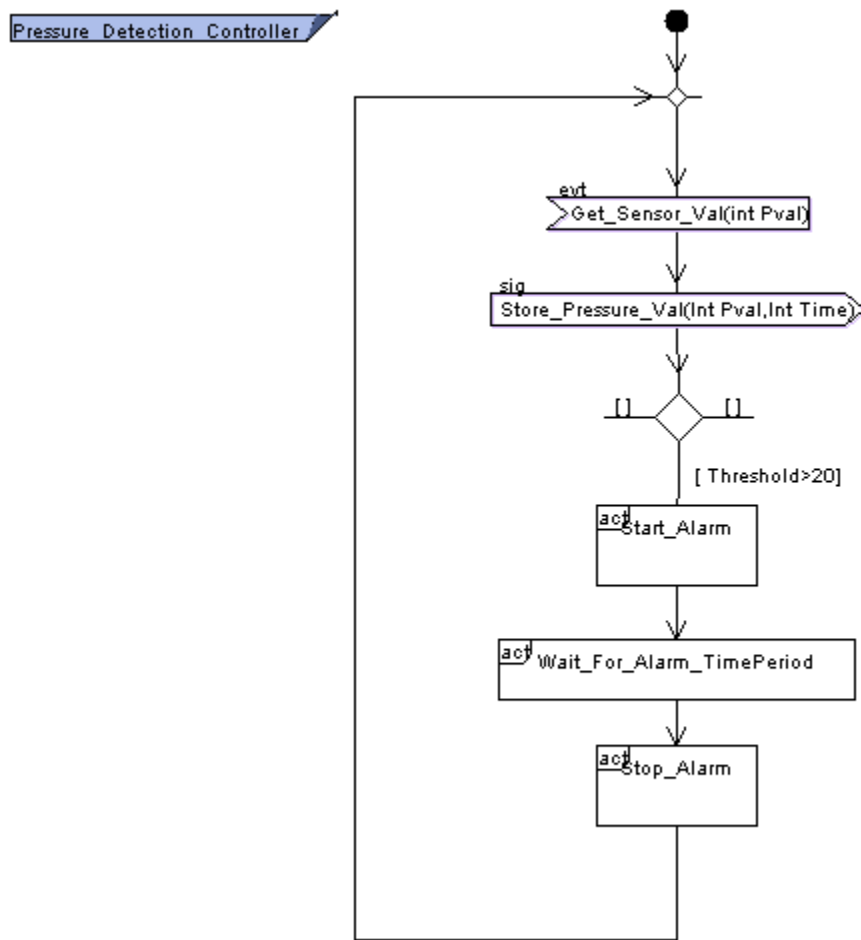 Pressure Detection Controller
evt
Get_Sensor_Val(int Pval)
sig
Store_Pressure_Val(Int Pval,Int Time)
[ ] [ ]
[ Threshold>20]
act
Start_Alarm
act
Wait_For_Alarm_TimePeriod
act
Stop_Alarm